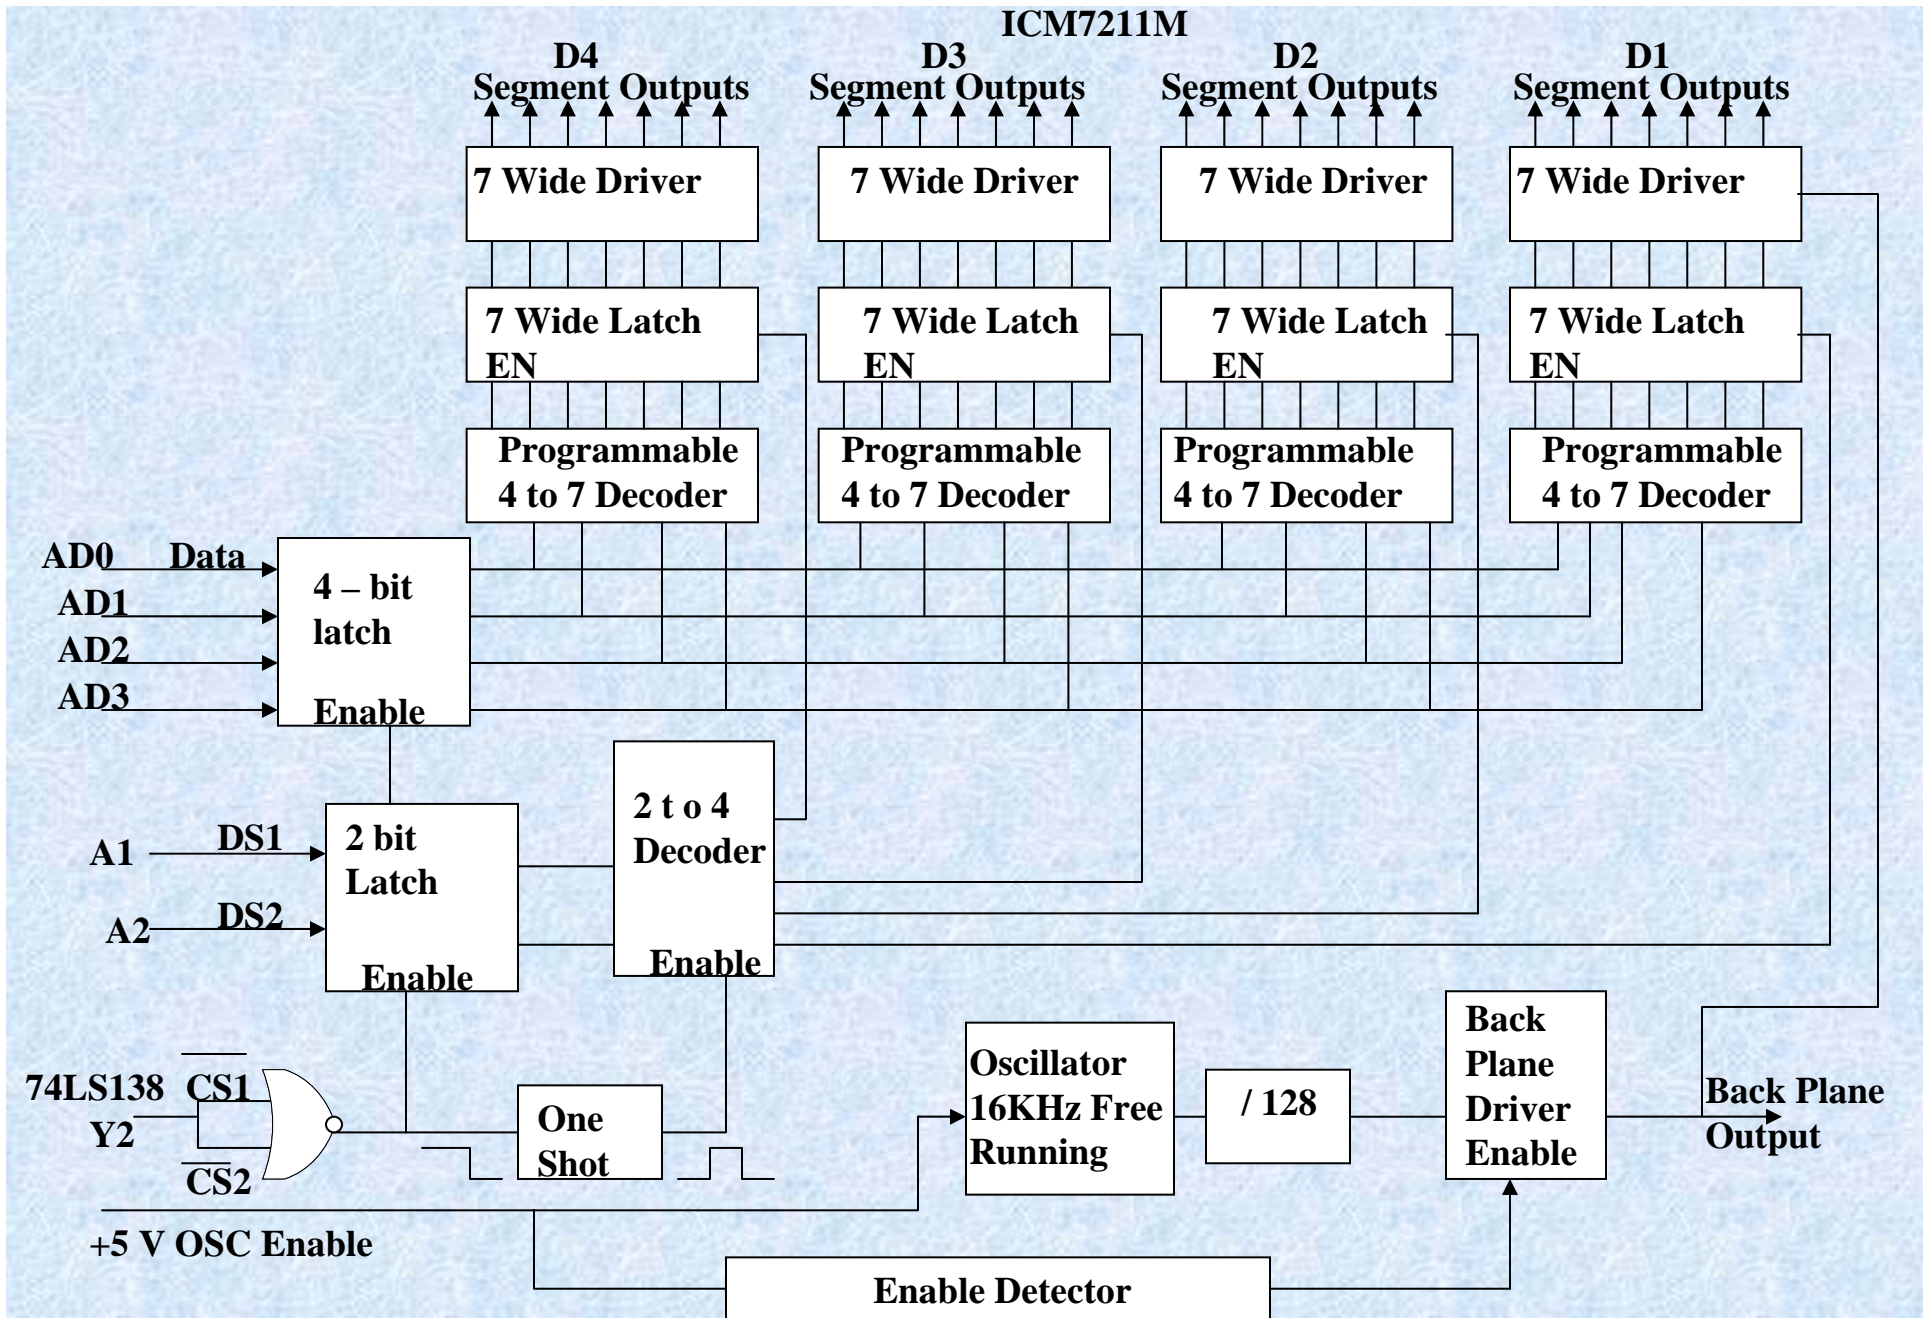 ICM7211M
D4
Segment Outputs
D3
Segment Outputs
D2
Segment Outputs
D1
Segment Outputs
7 Wide Driver
7 Wide Driver
7 Wide Driver
7 Wide Driver
7 Wide Latch
EN
7 Wide Latch
EN
7 Wide Latch
EN
7 Wide Latch
EN
Programmable
4 to 7 Decoder
Programmable
4 to 7 Decoder
Programmable
4 to 7 Decoder
Programmable
4 to 7 Decoder
AD0 Data
AD1
AD2
AD3
4 – bit
latch
Enable
A1 DS1
A2 DS2
2 bit
Latch
Enable
2 t o 4
Decoder
Enable
74LS138
Y2
CS1
CS2
One
Shot
Oscillator
16KHz Free
Running
/ 128
Back
Plane
Driver
Enable
Back Plane
Output
+5 V OSC Enable
Enable Detector